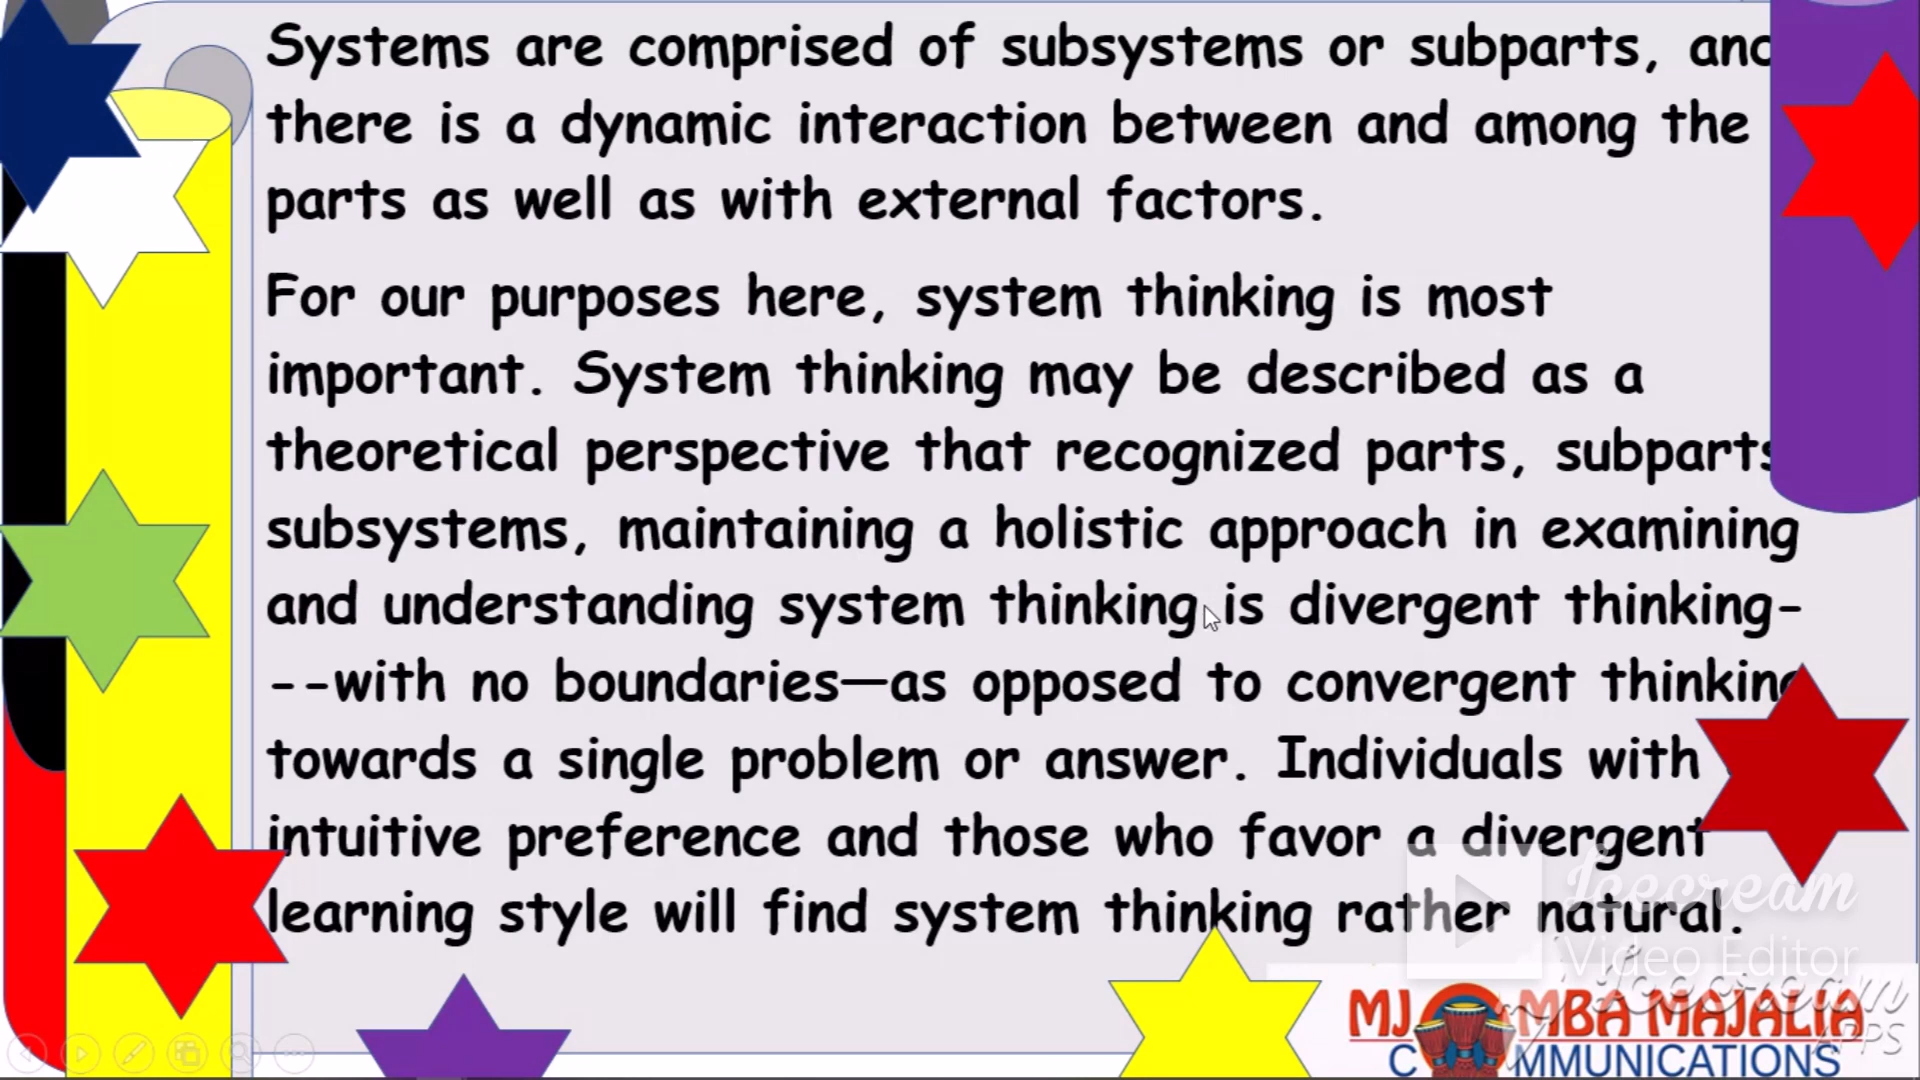 Systems are comprised of subsystems or subparts, and
there is a dynamic interaction between and among the
parts as well as with external factors.
For our purposes here, system thinking is most
important. System thinking may be described as a
theoretical perspective that recognized parts, subparts
subsystems, maintaining a holistic approach in examining
and understanding system thinking is divergent thinking-
--with no boundaries—as opposed to convergent thinking
towards a single problem or answer. Individuals with
intuitive preference and those who favor a divergent
learning style will find system thinking rather natural.
Icecream
Video Editor
Icecream
APPS
MJ MBA MAJALIA
C MMUNICATIONS